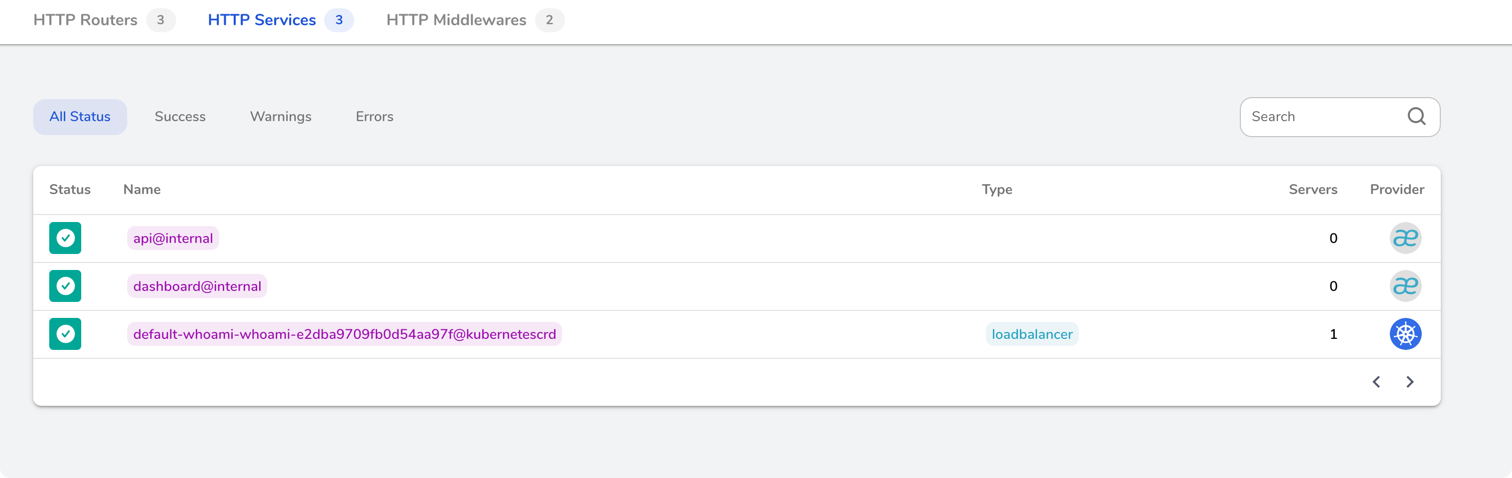 HTTP Routers 3 HTTP Services 3 HTTP Middlewares 2
All Status Success Warnings Errors Search
Status Name Type Servers Provider
api@internal 0 æ
dashboard@internal 0 æ
default-whoami-whoami-e2dba9709fb0d54aa97f@kubernetescrd loadbalancer 1